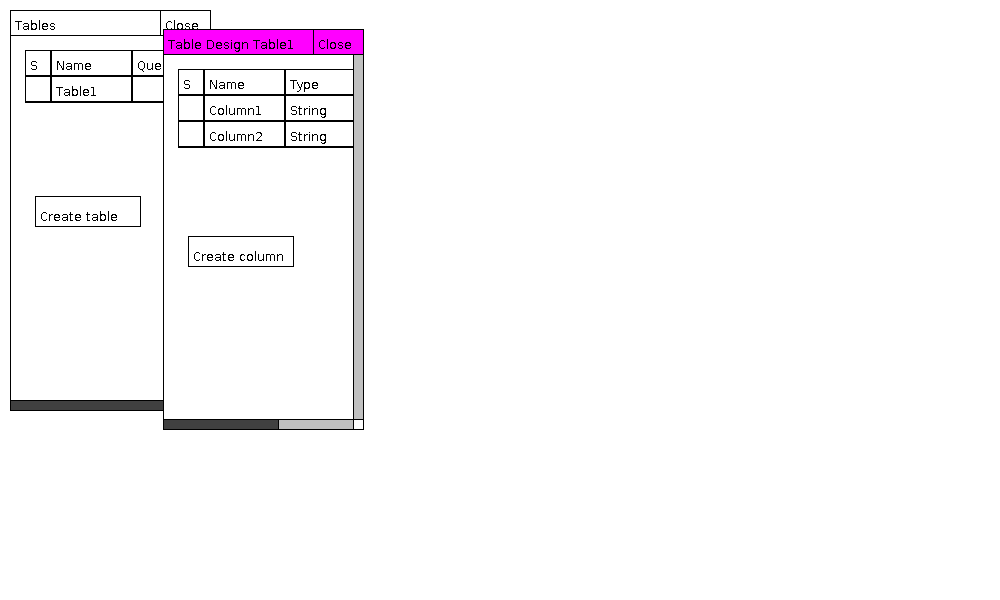 Tables Close
S Name Que
Table1
Create table
Table Design Table1 Close
S Name Type
Column1 String
Column2 String
Create column